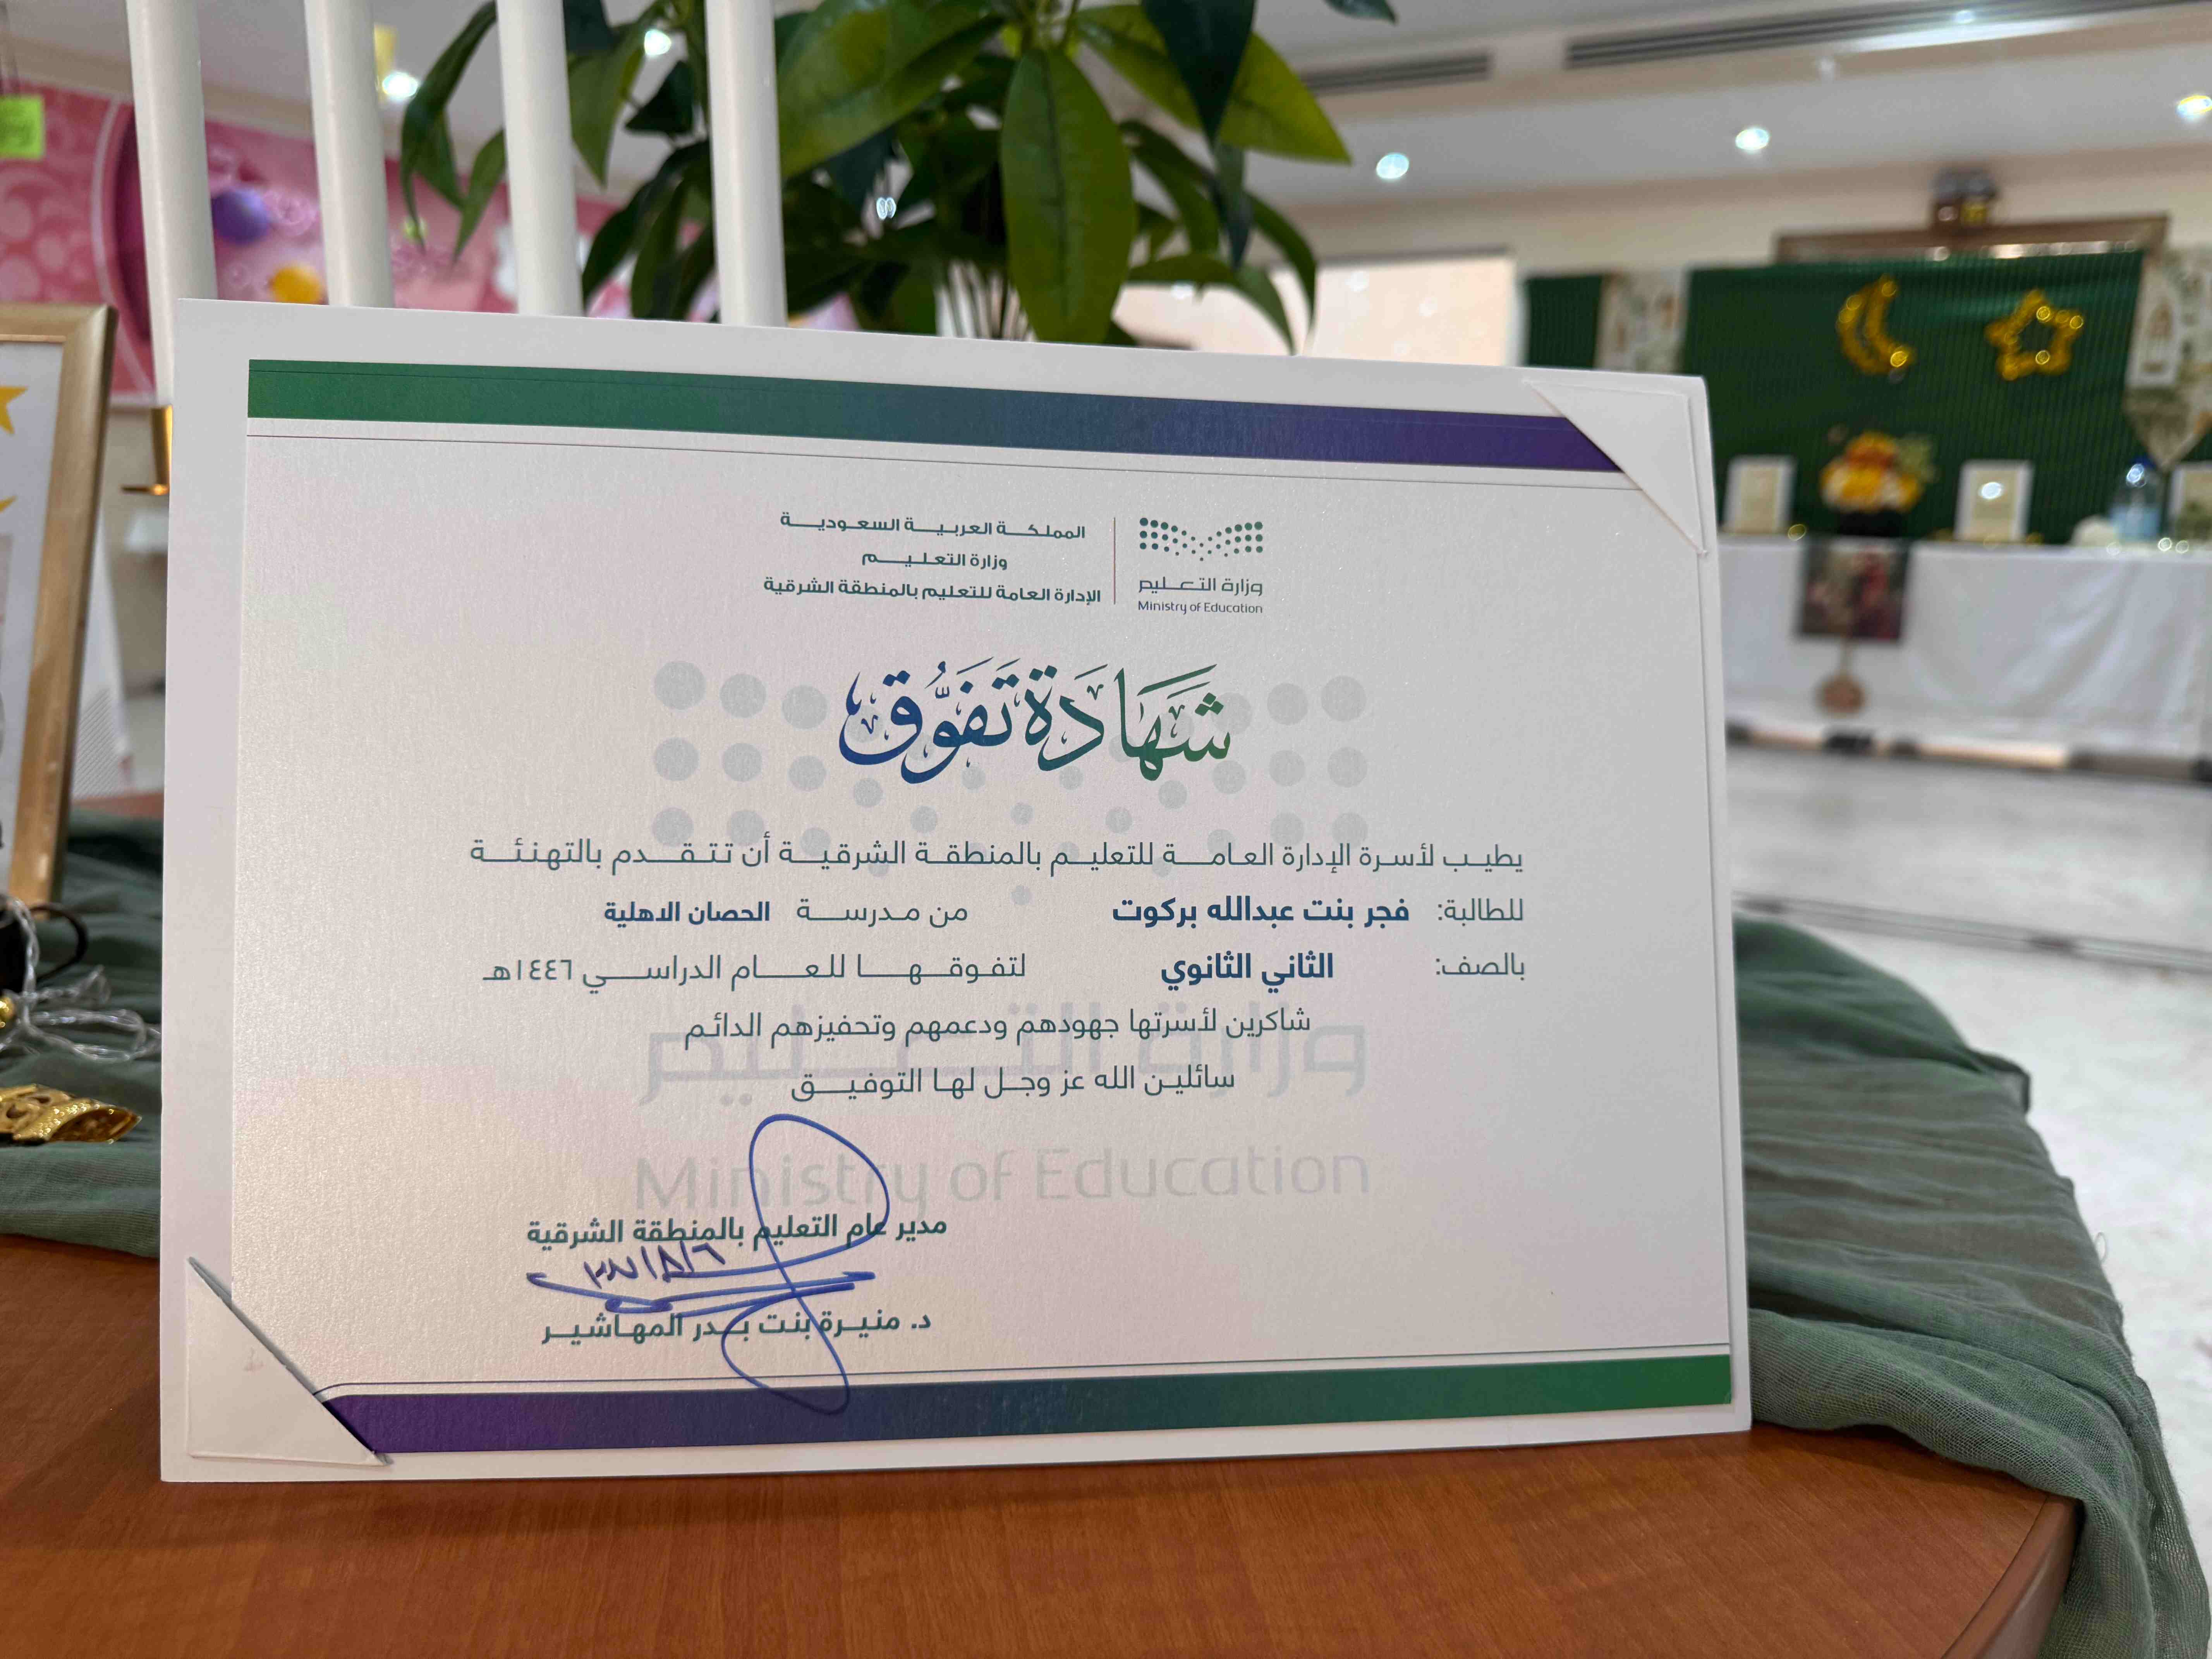 المملكة العربية السعودية
وزارة التعليم
الإدارة العامة للتعليم بالمنطقة الشرقية
وزارة التعليم
Ministry of Education
شَهَادَة تَفَوُّق
يطيب لأسرة الإدارة العامة للتعليم بالمنطقة الشرقية أن تتقدم بالتهنئة
للطالبة: فجر بنت عبدالله بركوت من مدرسة الحصان الاهلية
بالصف: الثاني الثانوي لتفوقها للعام الدراسي ١٤٤٦هـ
شاكرين لأسرتها جهودهم ودعمهم وتحفيزهم الدائم
سائلين الله عز وجل لها التوفيق
وزارة التعليم
Ministry of Education
مدير عام التعليم بالمنطقة الشرقية
د. منيرة بنت بدر المهاشير